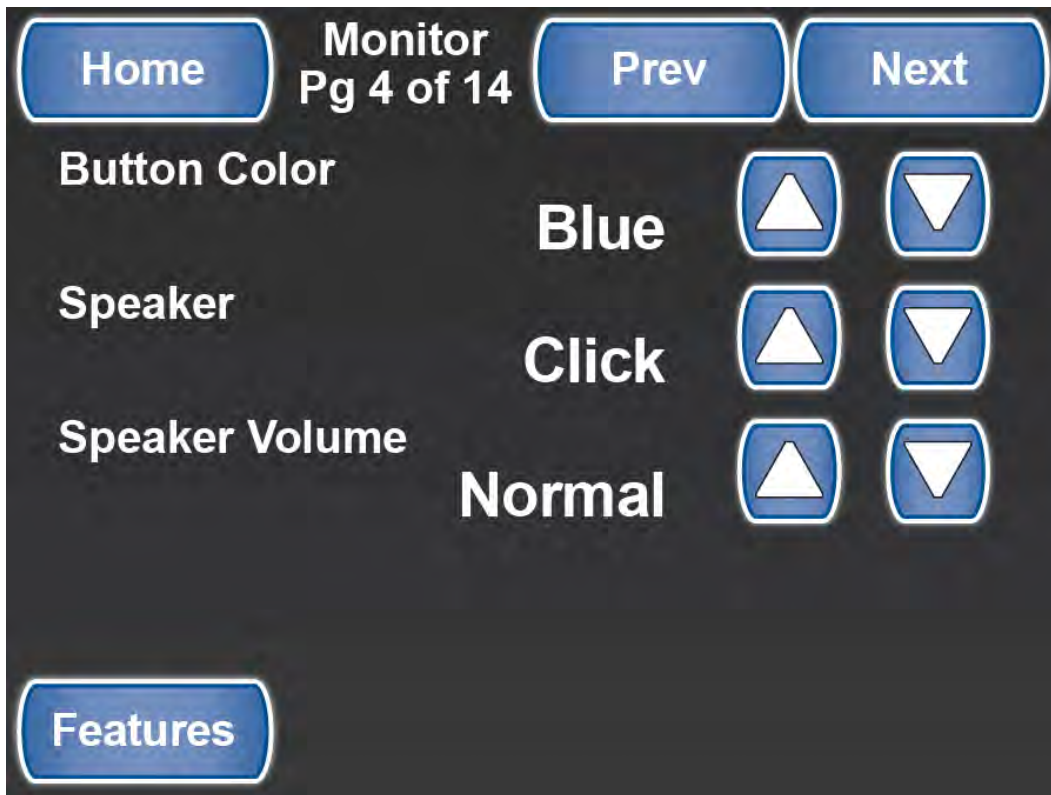 Home
Monitor
Pg 4 of 14
Prev
Next
Button Color
Blue
Speaker
Click
Speaker Volume
Normal
Features